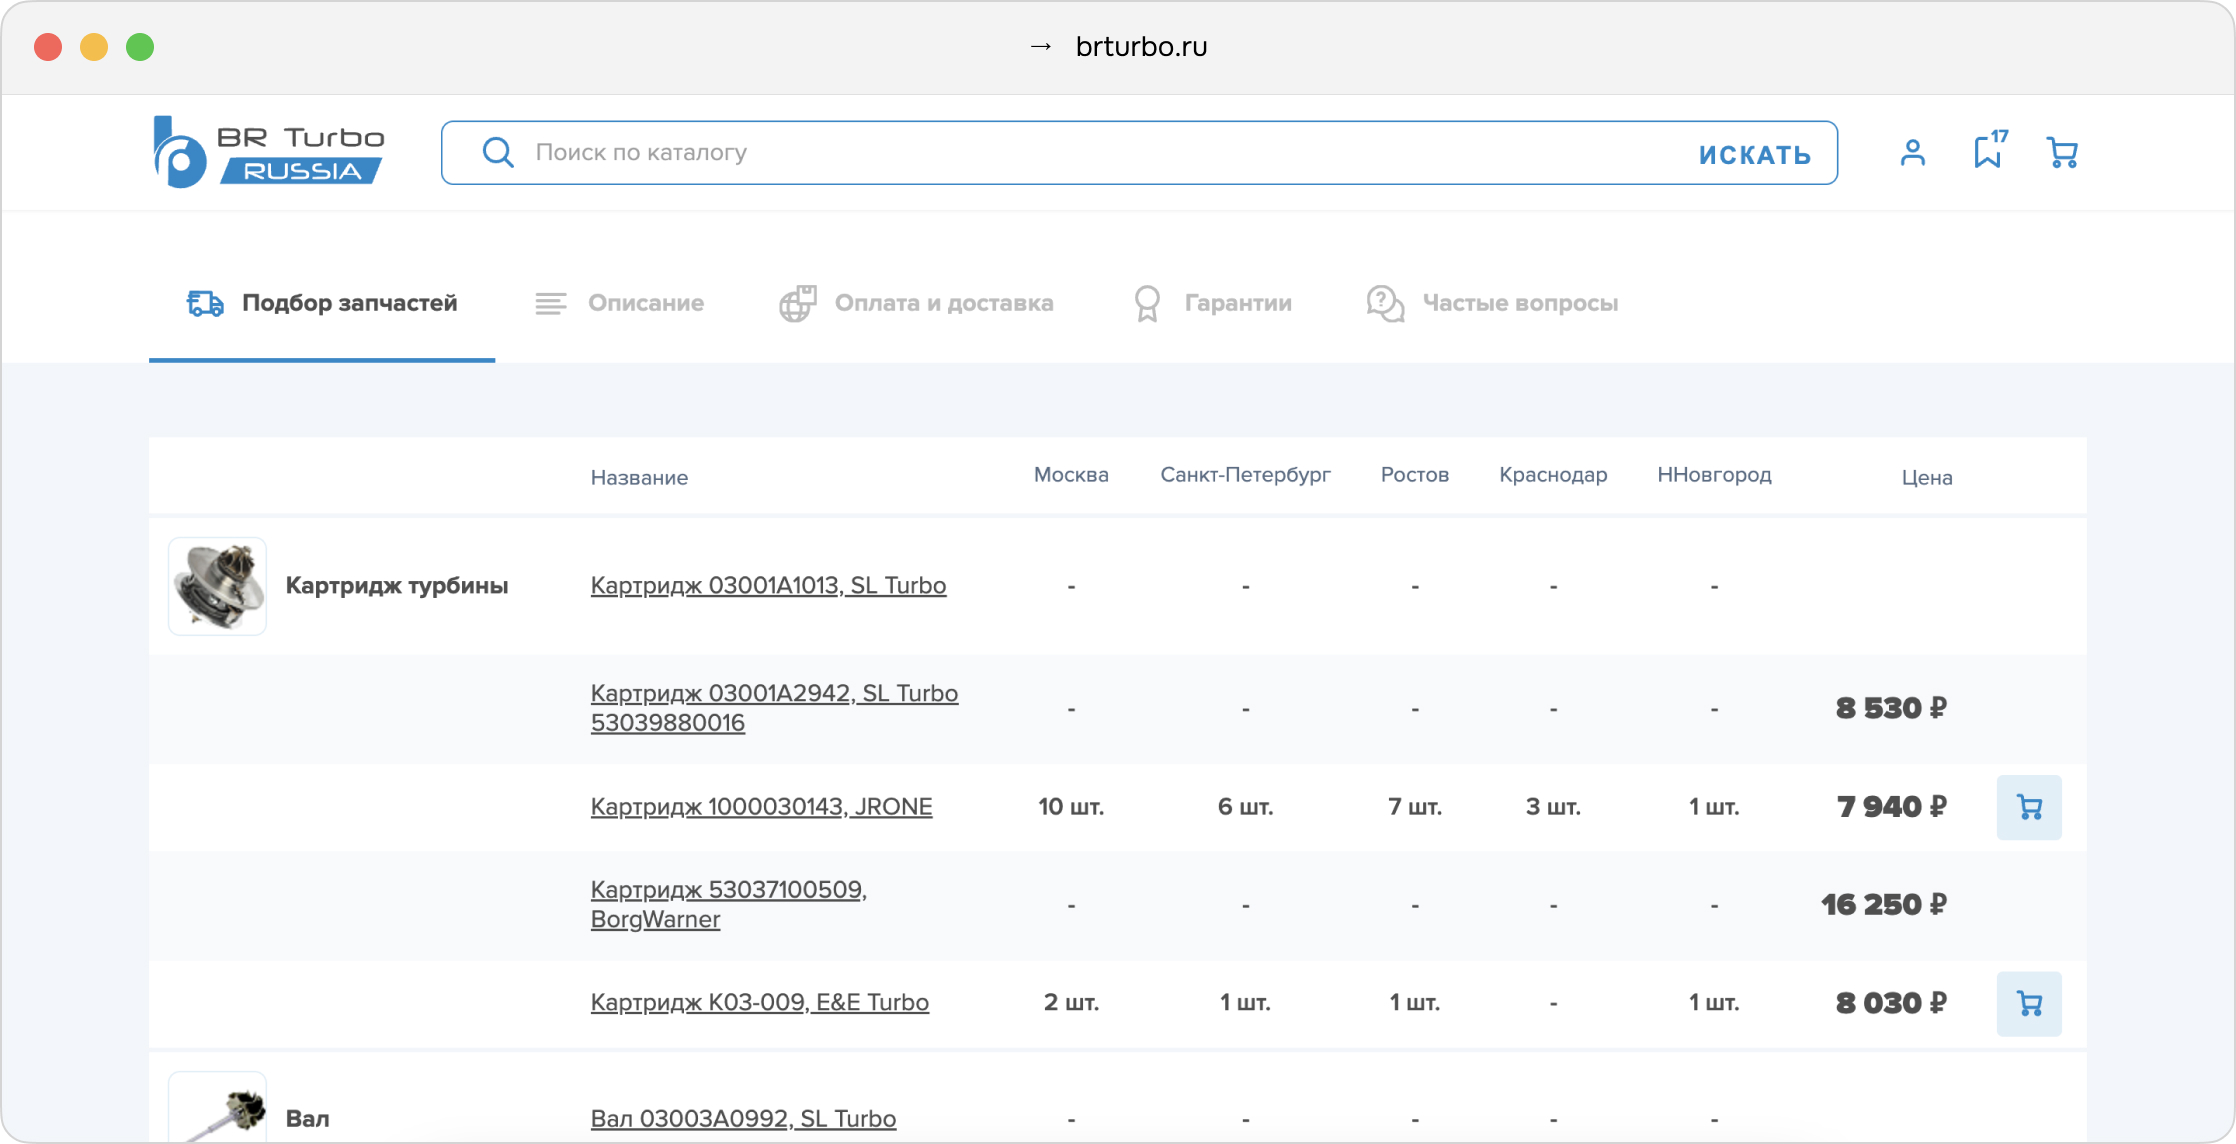 → brturbo.ru
BR Turbo
RUSSIA
Поиск по каталогу
ИСКАТЬ
17
Подбор запчастей
Описание
Оплата и доставка
Гарантии
Частые вопросы
Название Москва Санкт-Петербург Ростов Краснодар ННовгород Цена
Картридж турбины Картридж 03001A1013, SL Turbo - - - - -
Картридж 03001A2942, SL Turbo
53039880016 - - - - - 8 530 ₽
Картридж 1000030143, JRONE 10 шт. 6 шт. 7 шт. 3 шт. 1 шт. 7 940 ₽
Картридж 53037100509,
BorgWarner - - - - - 16 250 ₽
Картридж K03-009, E&E Turbo 2 шт. 1 шт. 1 шт. - 1 шт. 8 030 ₽
Вал Вал 03003A0992, SL Turbo - - - - -